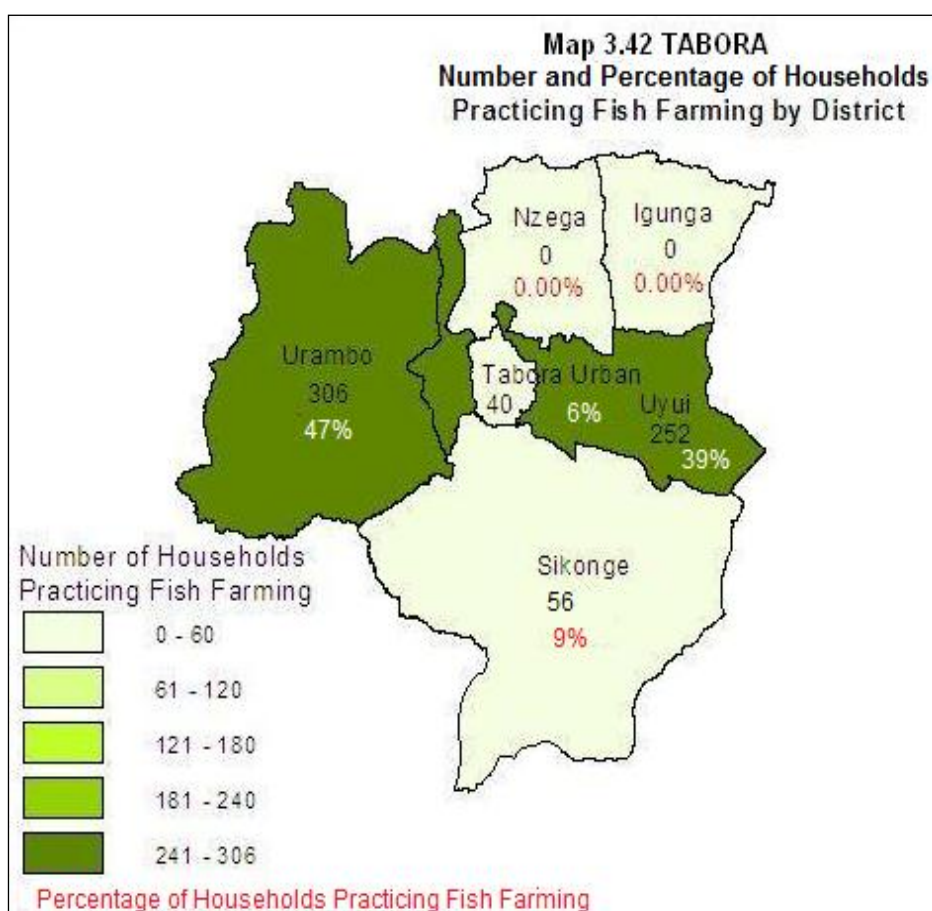 Map 3.42 TABORA
Number and Percentage of Households
Practicing Fish Farming by District
Nzega
0
0.00%
Igunga
0
0.00%
Urambo
306
47%
Tabora Urban
40
6%
Uyui
252
39%
Sikonge
56
9%
Number of Households
Practicing Fish Farming
0 - 60
61 - 120
121 - 180
181 - 240
241 - 306
Percentage of Households Practicing Fish Farming